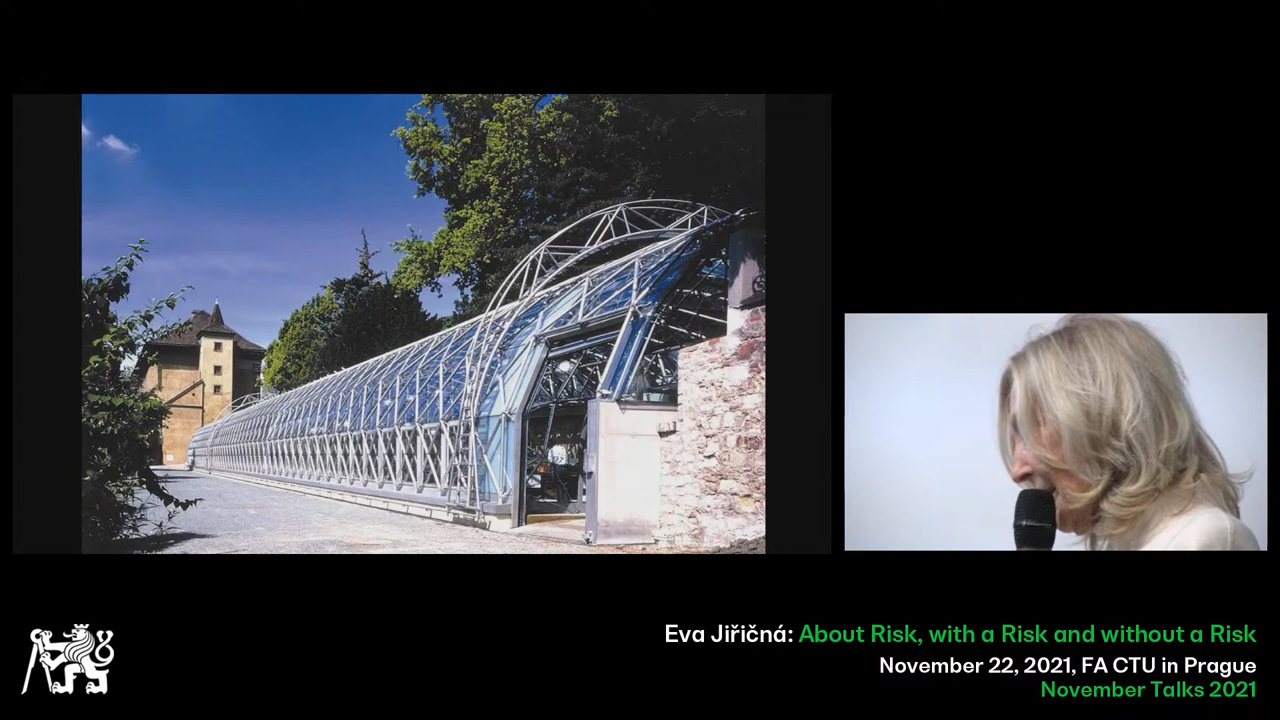 Eva Jiřičná: About Risk, with a Risk and without a Risk
November 22, 2021, FA CTU in Prague
November Talks 2021